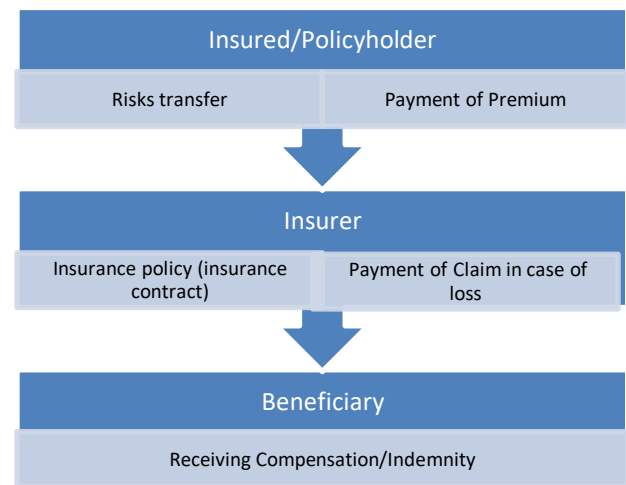 Insured/Policyholder
Risks transfer
Payment of Premium
Insurer
Insurance policy (insurance
contract)
Payment of Claim in case of
loss
Beneficiary
Receiving Compensation/Indemnity